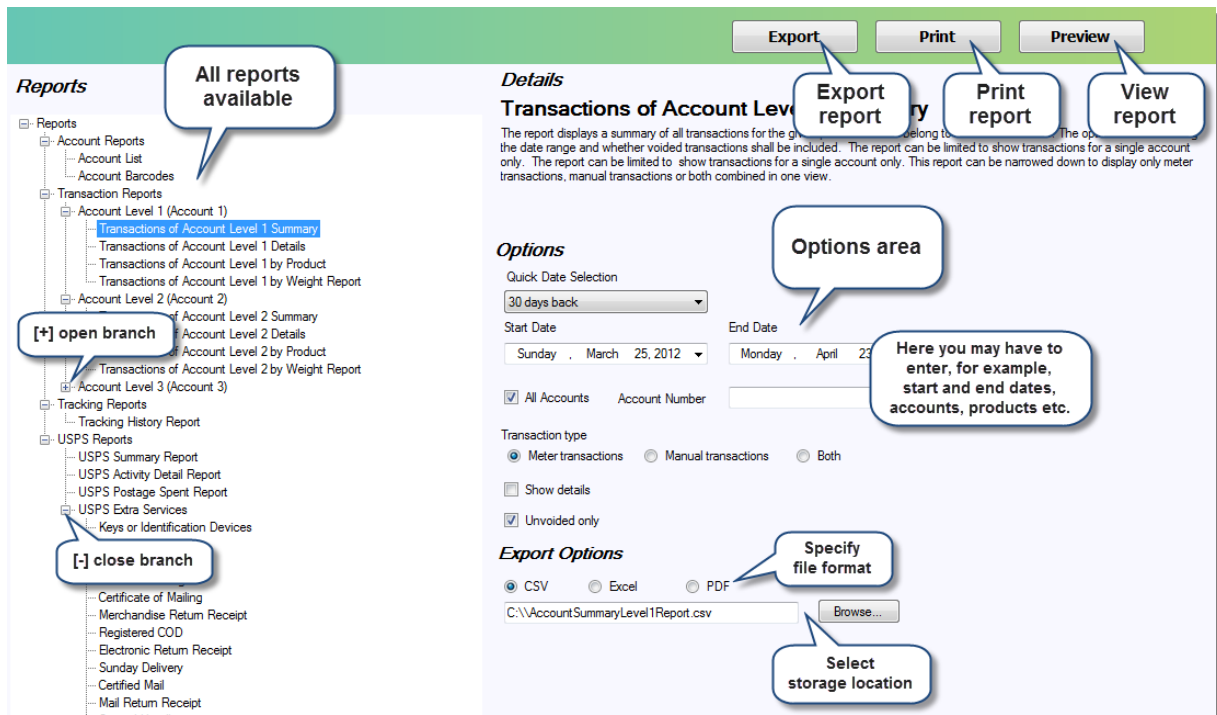 Export
Print
Preview
Reports
All reports
available
Reports
Account Reports
Account List
Account Barcodes
Transaction Reports
Account Level 1 (Account 1)
Transactions of Account Level 1 Summary
Transactions of Account Level 1 Details
Transactions of Account Level 1 by Product
Transactions of Account Level 1 by Weight Report
Account Level 2 (Account 2)
of Account Level 2 Summary
[+] open branch
of Account Level 2 Details
of Account Level 2 by Product
Transactions of Account Level 2 by Weight Report
Account Level 3 (Account 3)
Tracking Reports
Tracking History Report
USPS Reports
USPS Summary Report
USPS Activity Detail Report
USPS Postage Spent Report
USPS Extra Services
Keys or Identification Devices
[-] close branch
Certificate of Mailing
Merchandise Return Receipt
Registered COD
Electronic Return Receipt
Sunday Delivery
Certified Mail
Mail Return Receipt
Details
Export
report
Print
report
View
report
Transactions of Account
The report displays a summary of all transactions for the belong to The
the date range and whether voided transactions shall be included. The report can be limited to show transactions for a single account
only. The report can be limited to show transactions for a single account only. This report can be narrowed down to display only meter
transactions, manual transactions or both combined in one view.
Options
Options area
Quick Date Selection
30 days back
Start Date
End Date
Sunday , March 25, 2012
Monday , April 23
Here you may have to
enter, for example,
start and end dates,
accounts, products etc.
All Accounts
Account Number
Transaction type
Meter transactions
Manual transactions
Both
Show details
Unvoided only
Export Options
Specify
file format
CSV
Excel
PDF
C:\\AccountSummaryLevel1Report.csv
Browse...
Select
storage location